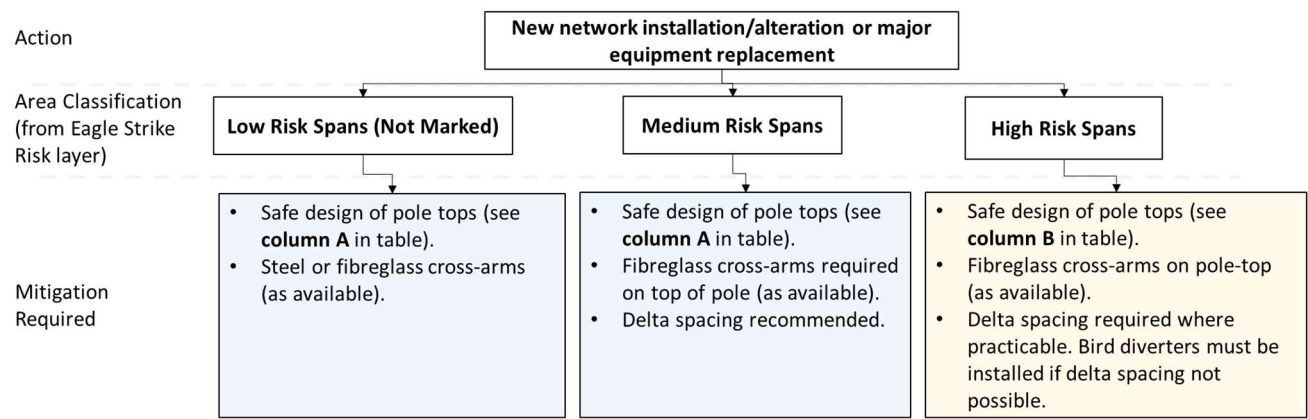 Action
New network installation/alteration or major
equipment replacement
Area Classification
(from Eagle Strike
Risk layer)
Low Risk Spans (Not Marked)
Medium Risk Spans
High Risk Spans
Mitigation
Required
• Safe design of pole tops (see
column A in table).
• Steel or fibreglass cross-arms
(as available).
• Safe design of pole tops (see
column A in table).
• Fibreglass cross-arms required
on top of pole (as available).
• Delta spacing recommended.
• Safe design of pole tops (see
column B in table).
• Fibreglass cross-arms on pole-top
(as available).
• Delta spacing required where
practicable. Bird diverters must be
installed if delta spacing not
possible.